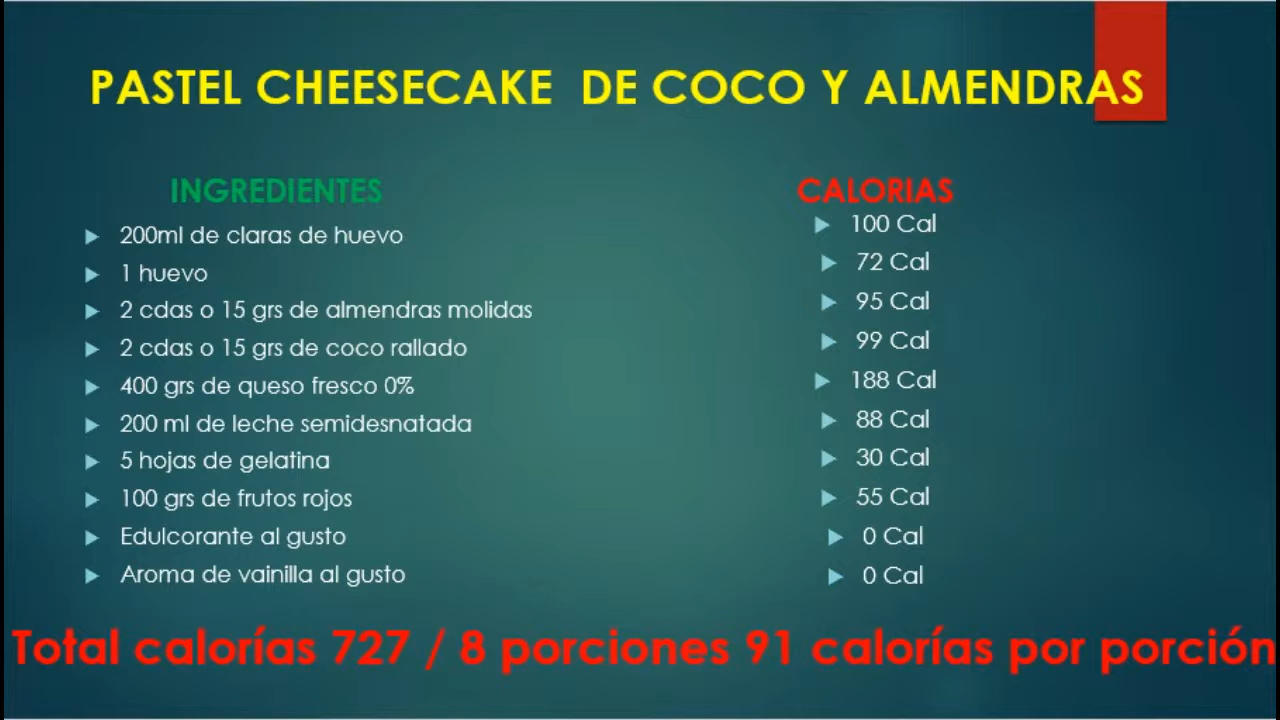 PASTEL CHEESECAKE DE COCO Y ALMENDRAS
INGREDIENTES
200ml de claras de huevo
1 huevo
2 cdas o 15 grs de almendras molidas
2 cdas o 15 grs de coco rallado
400 grs de queso fresco 0%
200 ml de leche semidesnatada
5 hojas de gelatina
100 grs de frutos rojos
Edulcorante al gusto
Aroma de vainilla al gusto
CALORIAS
100 Cal
72 Cal
95 Cal
99 Cal
188 Cal
88 Cal
30 Cal
55 Cal
0 Cal
0 Cal
Total calorías 727 / 8 porciones 91 calorías por porción